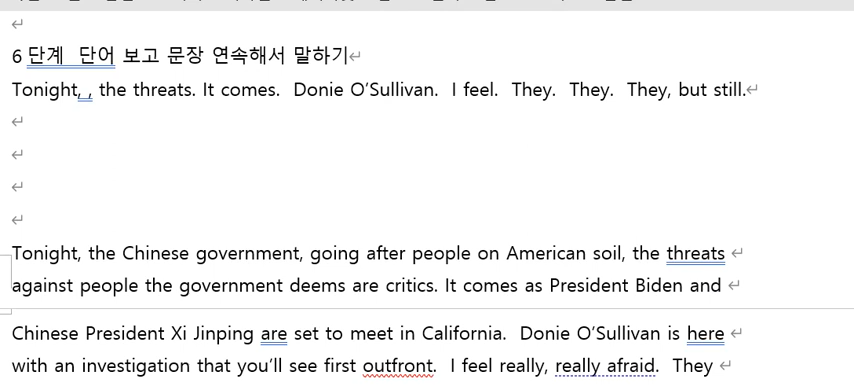 6 단계  단어 보고 문장 연속해서 말하기
Tonight, , the threats. It comes.  Donie O’Sullivan.  I feel.  They.  They.  They, but still.
Tonight, the Chinese government, going after people on American soil, the threats
against people the government deems are critics. It comes as President Biden and
Chinese President Xi Jinping are set to meet in California.  Donie O’Sullivan is here
with an investigation that you’ll see first outfront.  I feel really, really afraid.  They